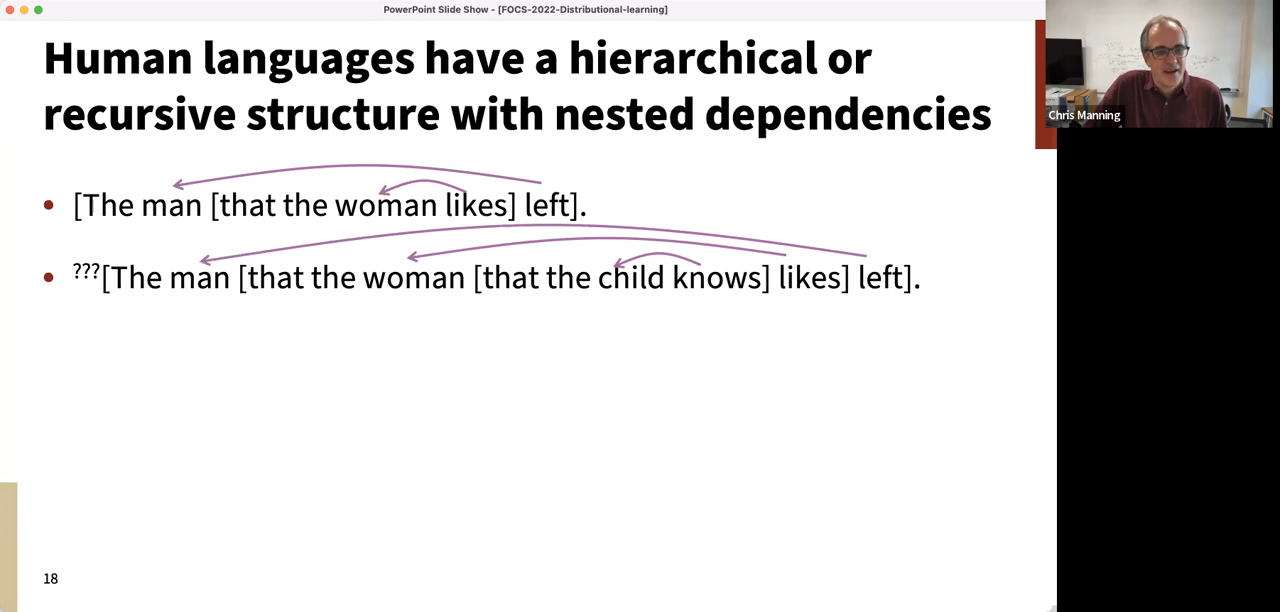 PowerPoint Slide Show - [FOCS-2022-Distributional-learning]
Human languages have a hierarchical or
recursive structure with nested dependencies
Chris Manning
• [The man [that the woman likes] left].
• ???[The man [that the woman [that the child knows] likes] left].
18